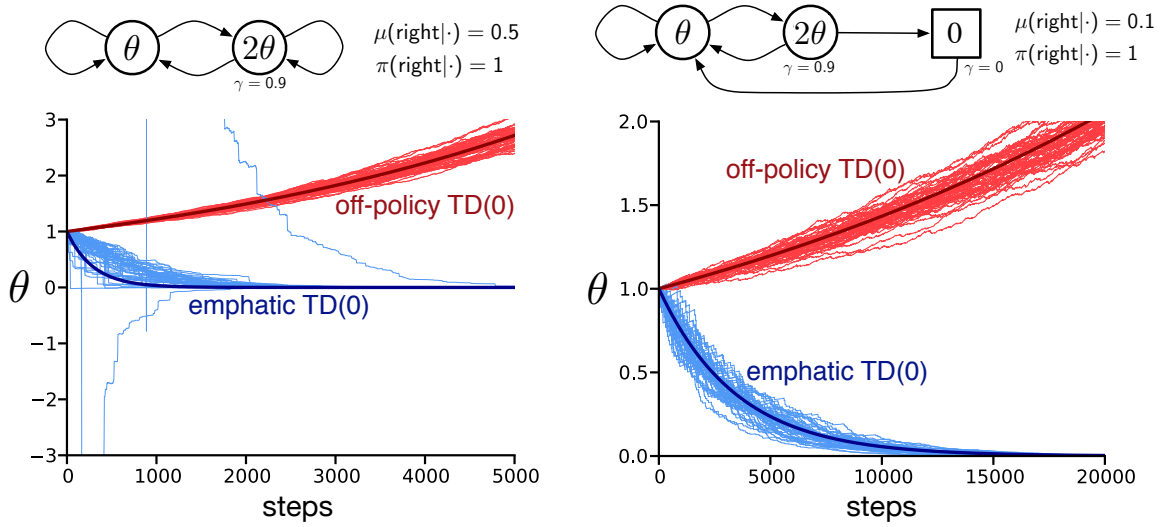 θ
2θ
γ = 0.9
μ(right|·) = 0.5
π(right|·) = 1
θ
2θ
γ = 0.9
0
γ = 0
μ(right|·) = 0.1
π(right|·) = 1
3
2
1
0
−1
−2
−3
θ
off-policy TD(0)
emphatic TD(0)
0
1000
2000
3000
4000
5000
steps
2.0
1.5
1.0
0.5
0.0
θ
off-policy TD(0)
emphatic TD(0)
0
5000
10000
15000
20000
steps